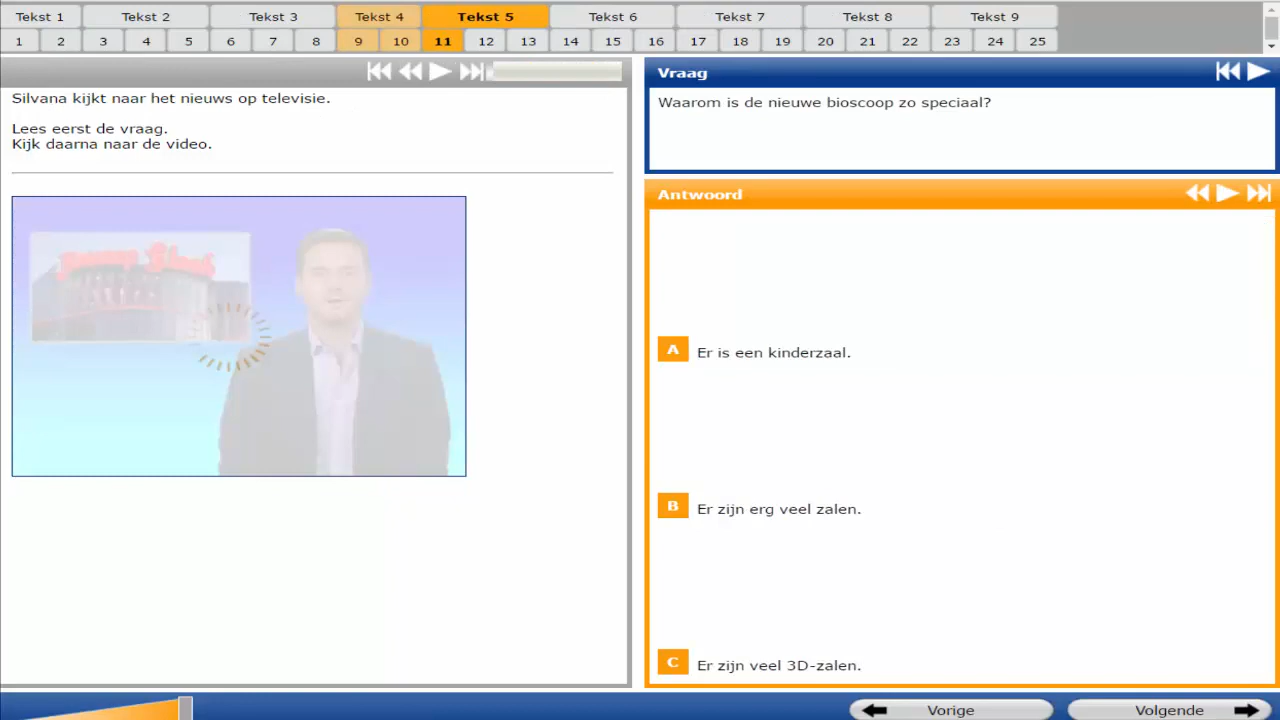 Tekst 1 Tekst 2 Tekst 3 Tekst 4 Tekst 5 Tekst 6 Tekst 7 Tekst 8 Tekst 9
1 2 3 4 5 6 7 8 9 10 11 12 13 14 15 16 17 18 19 20 21 22 23 24 25
Silvana kijkt naar het nieuws op televisie.
Lees eerst de vraag.
Kijk daarna naar de video.
Vraag
Waarom is de nieuwe bioscoop zo speciaal?
Antwoord
A Er is een kinderzaal.
B Er zijn erg veel zalen.
C Er zijn veel 3D-zalen.
Vorige Volgende